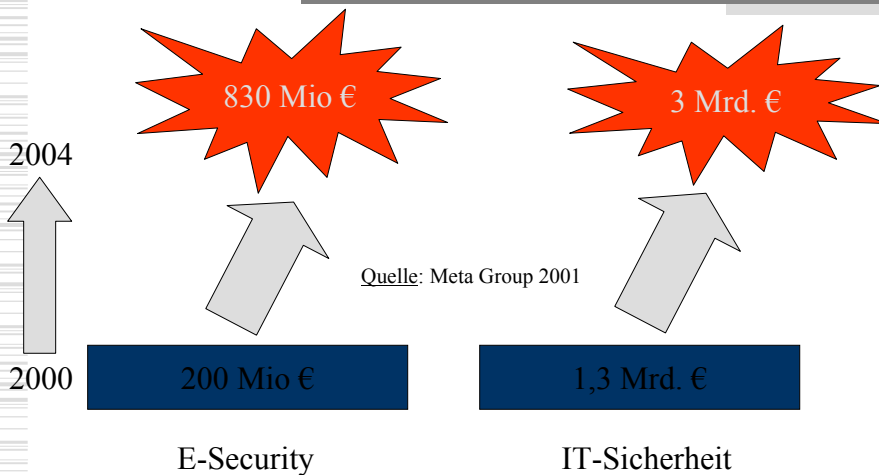 830 Mio €
3 Mrd. €
2004
Quelle: Meta Group 2001
2000
200 Mio €
1,3 Mrd. €
E-Security
IT-Sicherheit